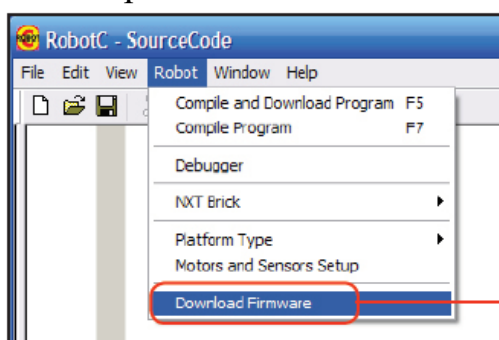 RobotC - SourceCode
File Edit View Robot Window Help
Compile and Download Program F5
Compile Program F7
Debugger
NXT Brick
Platform Type
Motors and Sensors Setup
Download Firmware